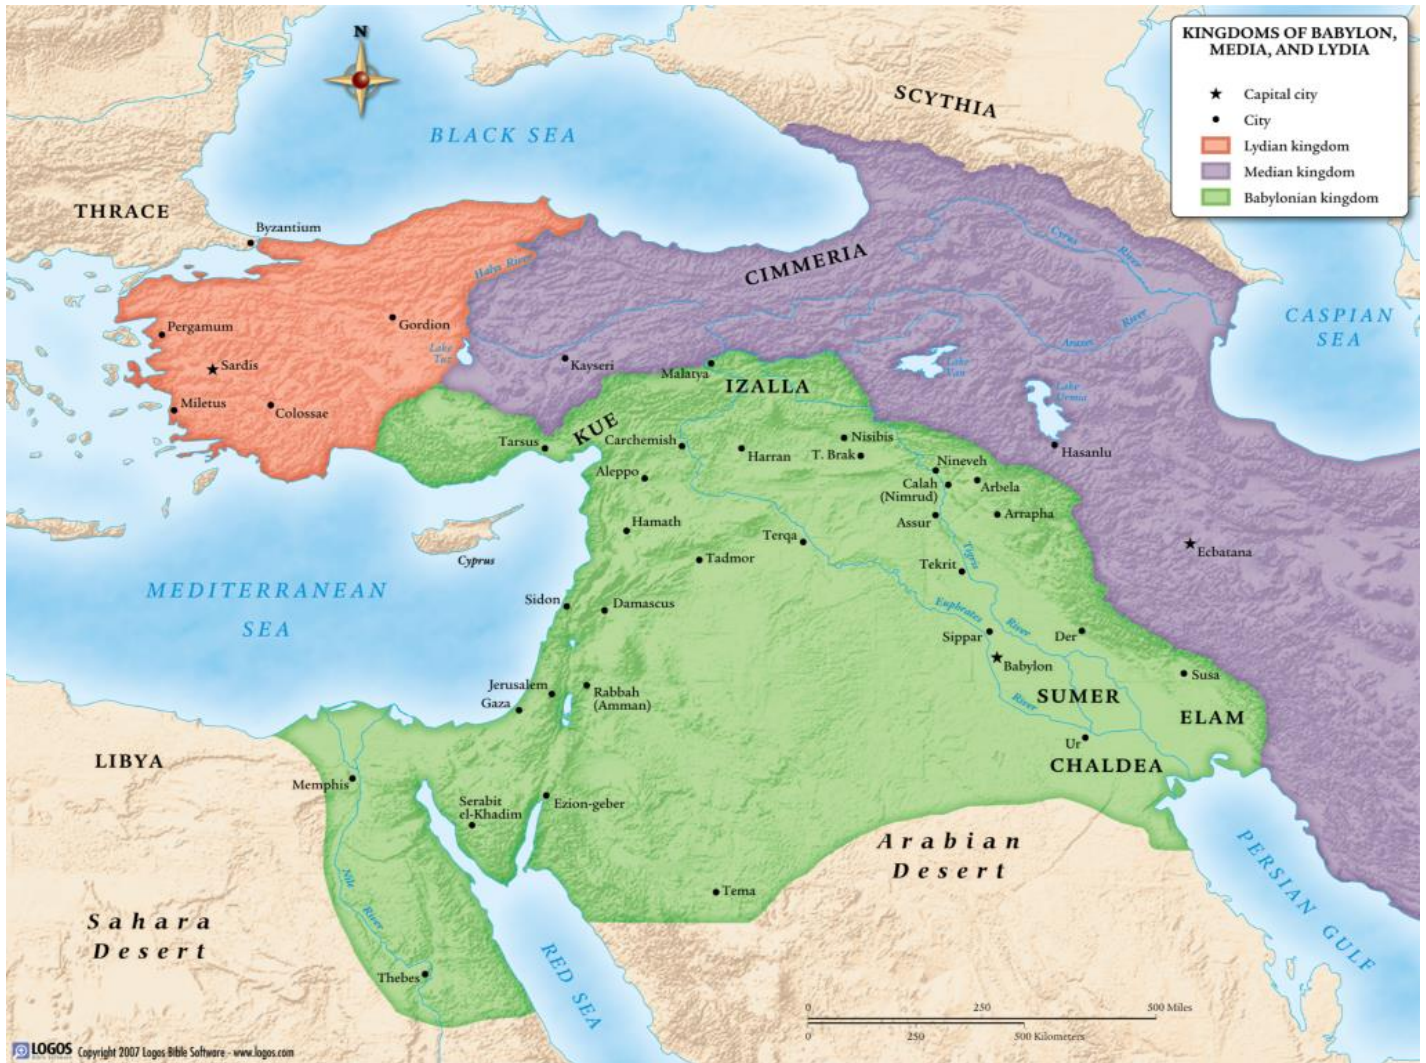 N
KINGDOMS OF BABYLON,
MEDIA, AND LYDIA
Capital city
City
Lydian kingdom
Median kingdom
Babylonian kingdom
SCYTHIA
BLACK SEA
THRACE
Byzantium
CIMMERIA
Cyrus
River
Halys River
CASPIAN
SEA
Pergamum
Gordion
Araxes
River
Lake
Tuz
Sardis
Kayseri
Malatya
IZALLA
Lake
Van
Lake
Urmia
Miletus
Colossae
KUE
Tarsus
Carchemish
Harran
Nisibis
T. Brak
Hasanlu
Aleppo
Nineveh
Calah
(Nimrud)
Arbela
Hamath
Assur
Arrapha
Terqa
Ecbatana
Cyprus
Tadmor
Tekrit
Tigris
River
MEDITERRANEAN
SEA
Sidon
Damascus
Euphrates
River
Sippar
Der
Babylon
Susa
Jerusalem
Gaza
Rabbah
(Amman)
SUMER
ELAM
Ur
CHALDEA
LIBYA
Memphis
Serabit
el-Khadim
Ezion-geber
Arabian
Desert
PERSIAN GULF
Tema
Nile
River
Sahara
Desert
Thebes
RED SEA
0 250 500 Miles
0 250 500 Kilometers
LOGOS Copyright 2007 Logos Bible Software - www.logos.com